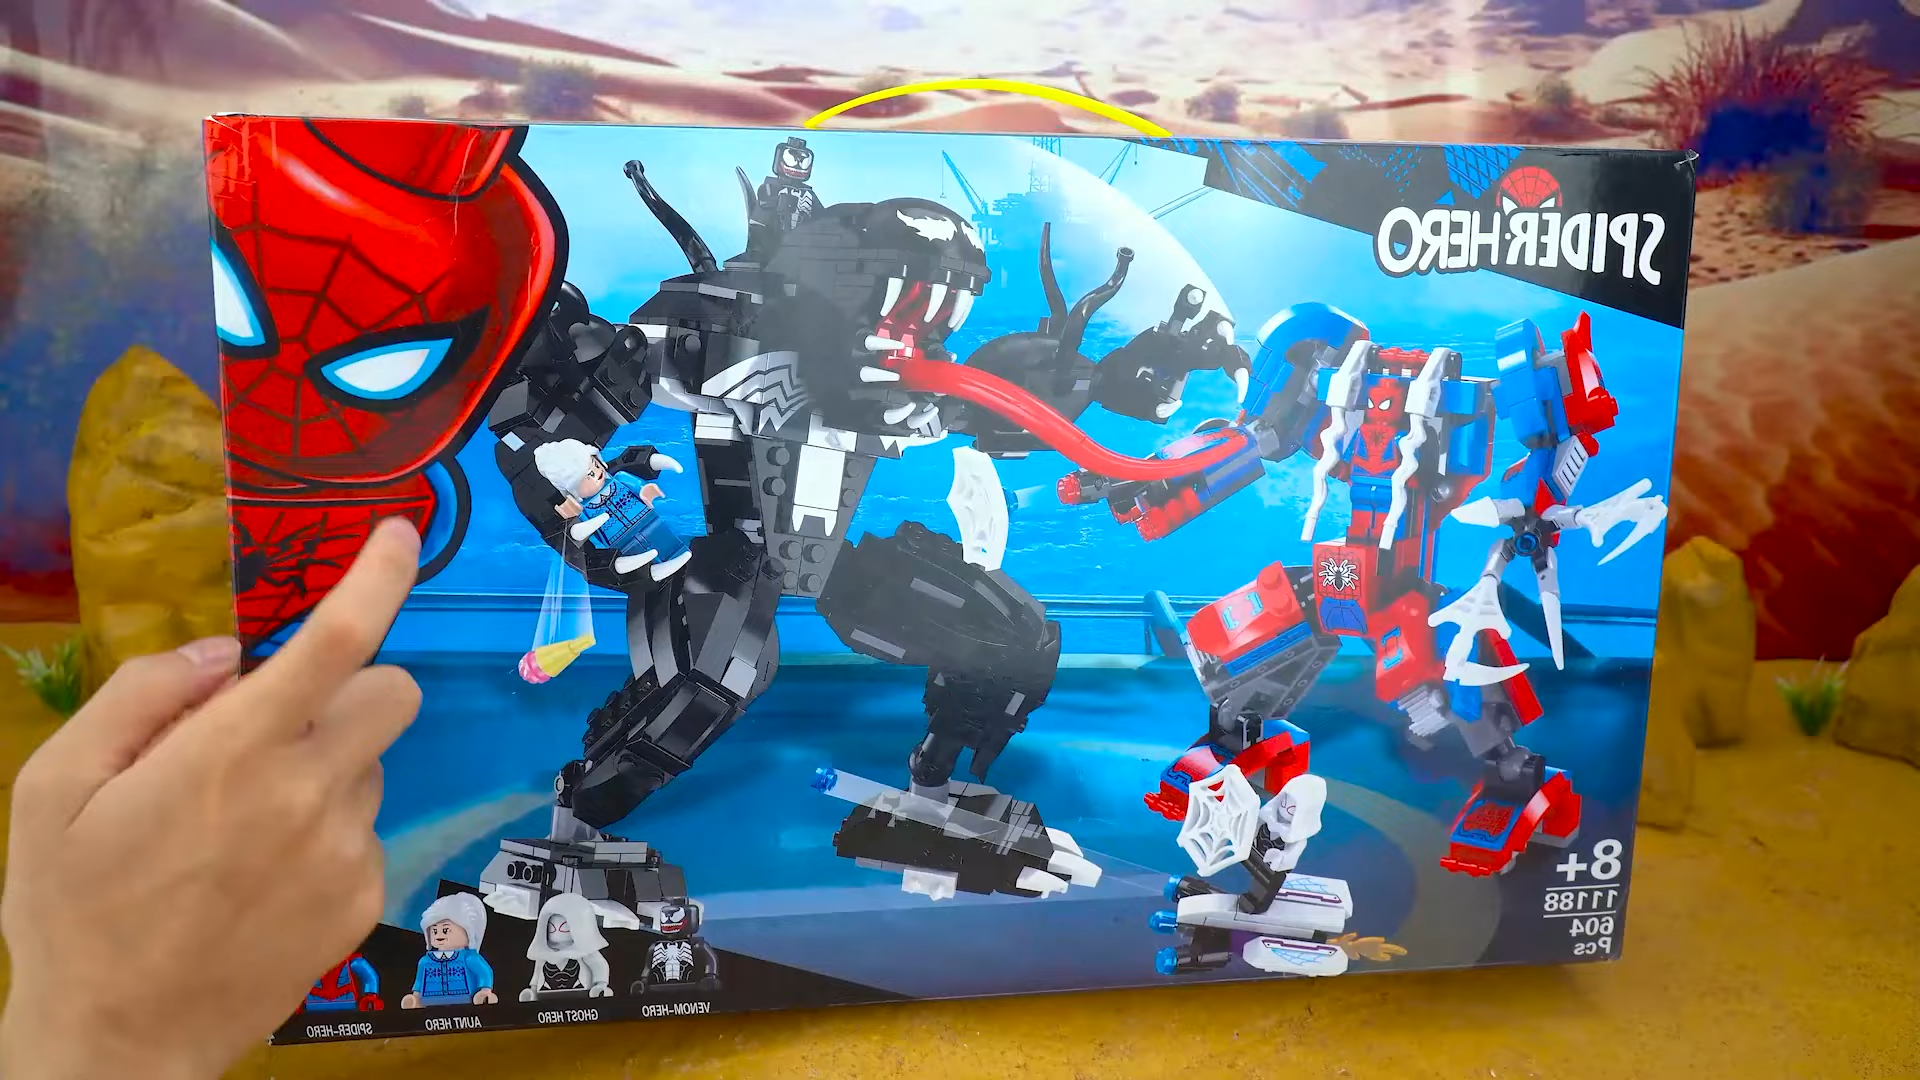 SPIDER-HERO
8+
11188
604
Pcs
SPIDER-HERO
AUNT HERO
GHOST HERO
VENOM-HERO